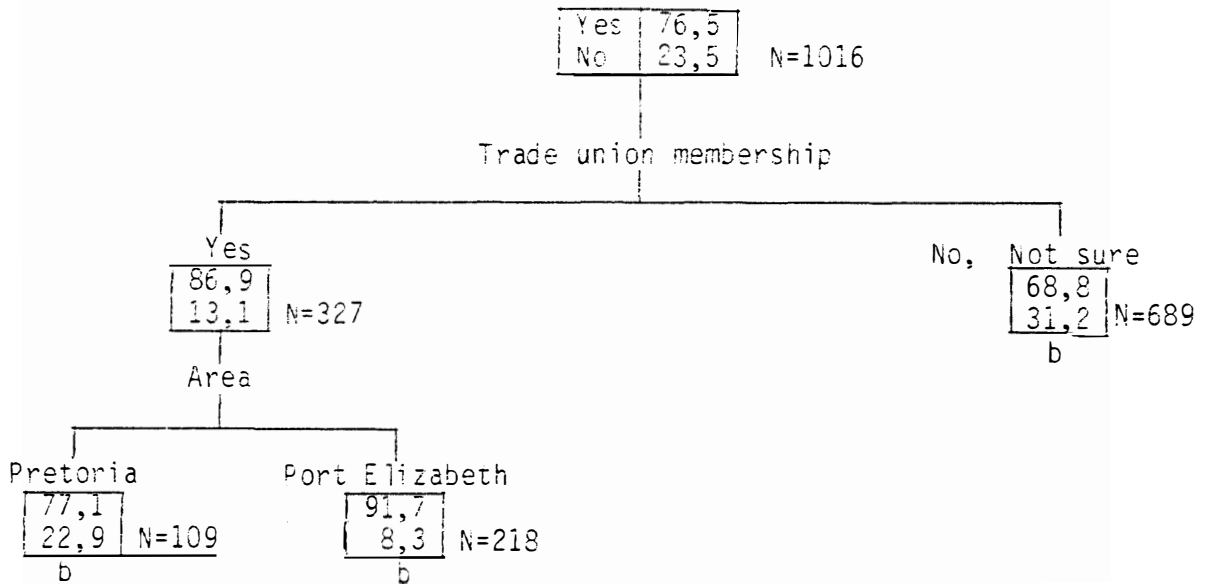 Yes 76,5
No 23,5 N=1016
Trade union membership
Yes
86,9
13,1 N=327
No, Not sure
68,8
31,2 N=689
b
Area
Pretoria
77,1
22,9 N=109
b
Port Elizabeth
91,7
8,3 N=218
b